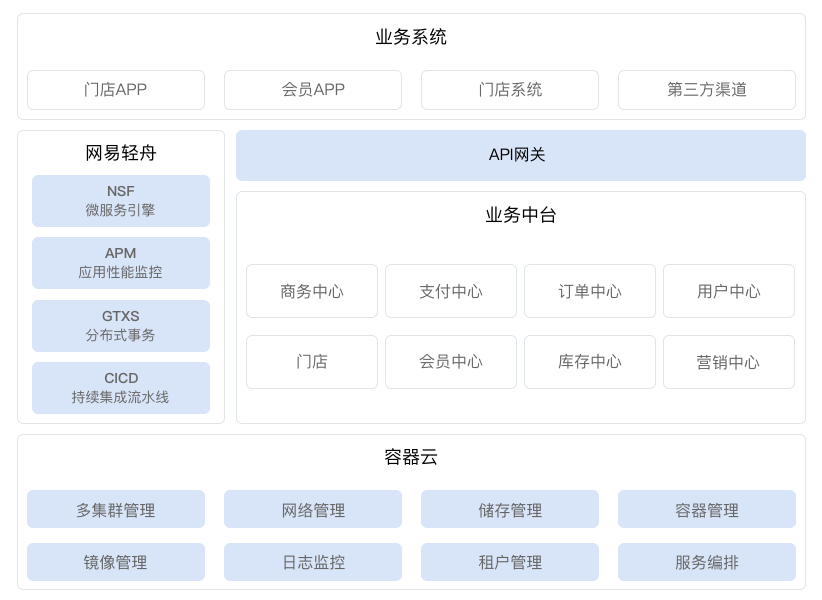 业务系统
门店APP
会员APP
门店系统
第三方渠道
网易轻舟
NSF
微服务引擎
APM
应用性能监控
GTXS
分布式事务
CICD
持续集成流水线
API网关
业务中台
商务中心
支付中心
订单中心
用户中心
门店
会员中心
库存中心
营销中心
容器云
多集群管理
网络管理
储存管理
容器管理
镜像管理
日志监控
租户管理
服务编排